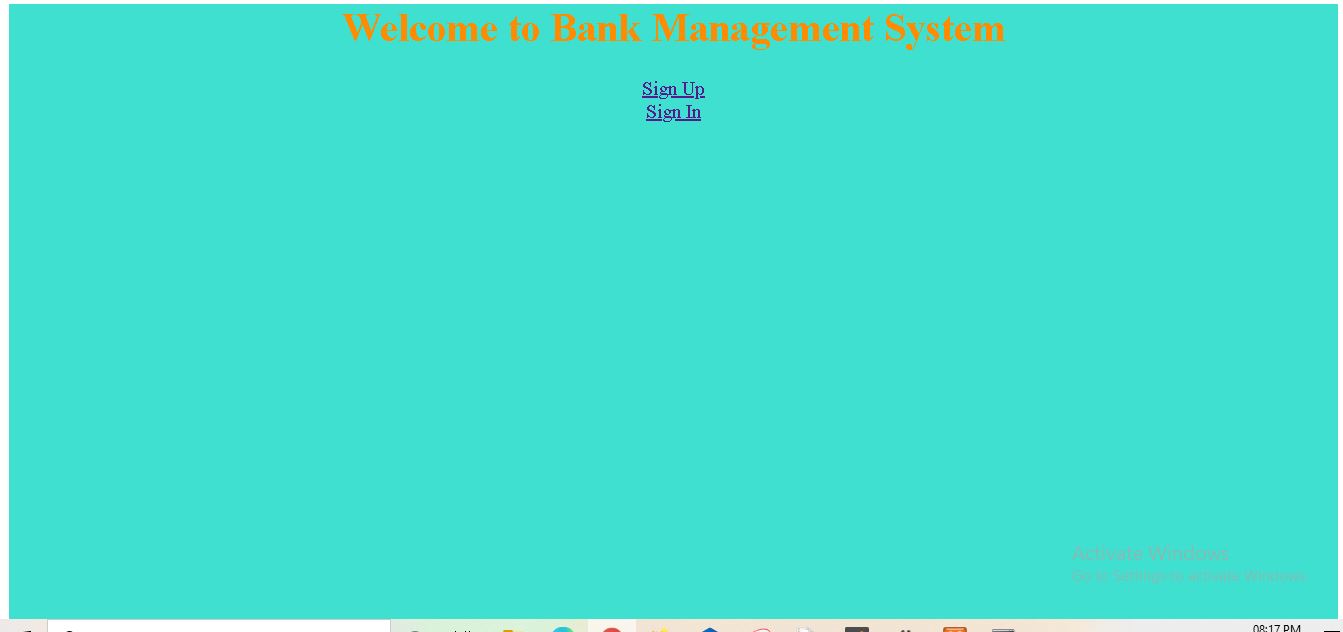 Welcome to Bank Management System
Sign Up
Sign In
Activate Windows
Go to Settings to activate Windows.
08:17 PM